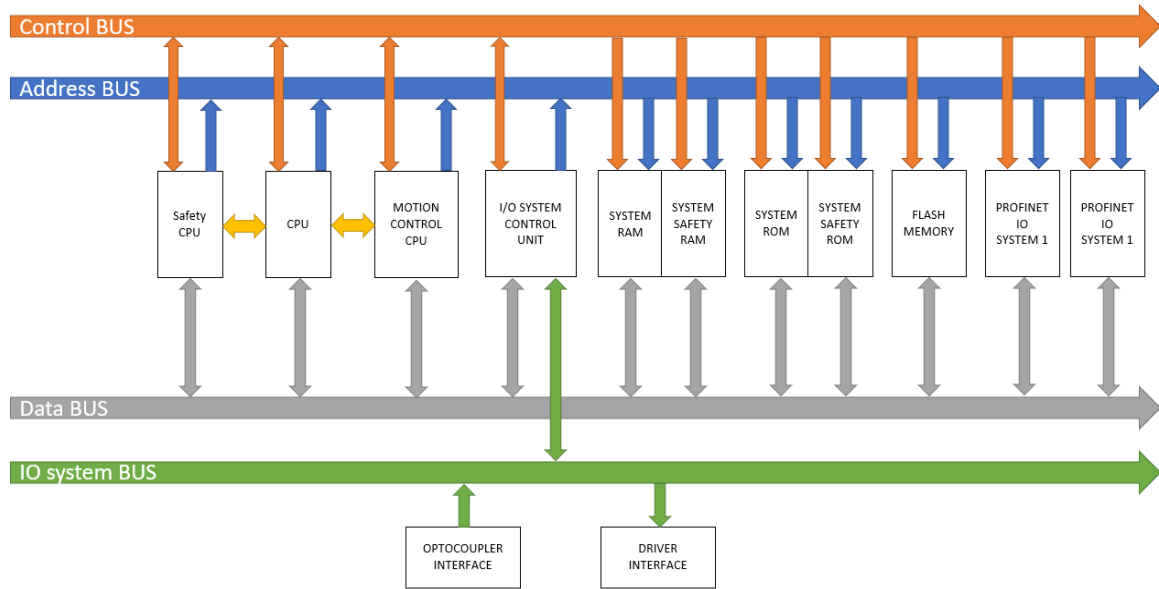 Control BUS
Address BUS
Safety
CPU
CPU
MOTION
CONTROL
CPU
I/O SYSTEM
CONTROL
UNIT
SYSTEM
RAM
SYSTEM
SAFETY
RAM
SYSTEM
ROM
SYSTEM
SAFETY
ROM
FLASH
MEMORY
PROFINET
IO
SYSTEM 1
PROFINET
IO
SYSTEM 1
Data BUS
IO system BUS
OPTOCOUPLER
INTERFACE
DRIVER
INTERFACE